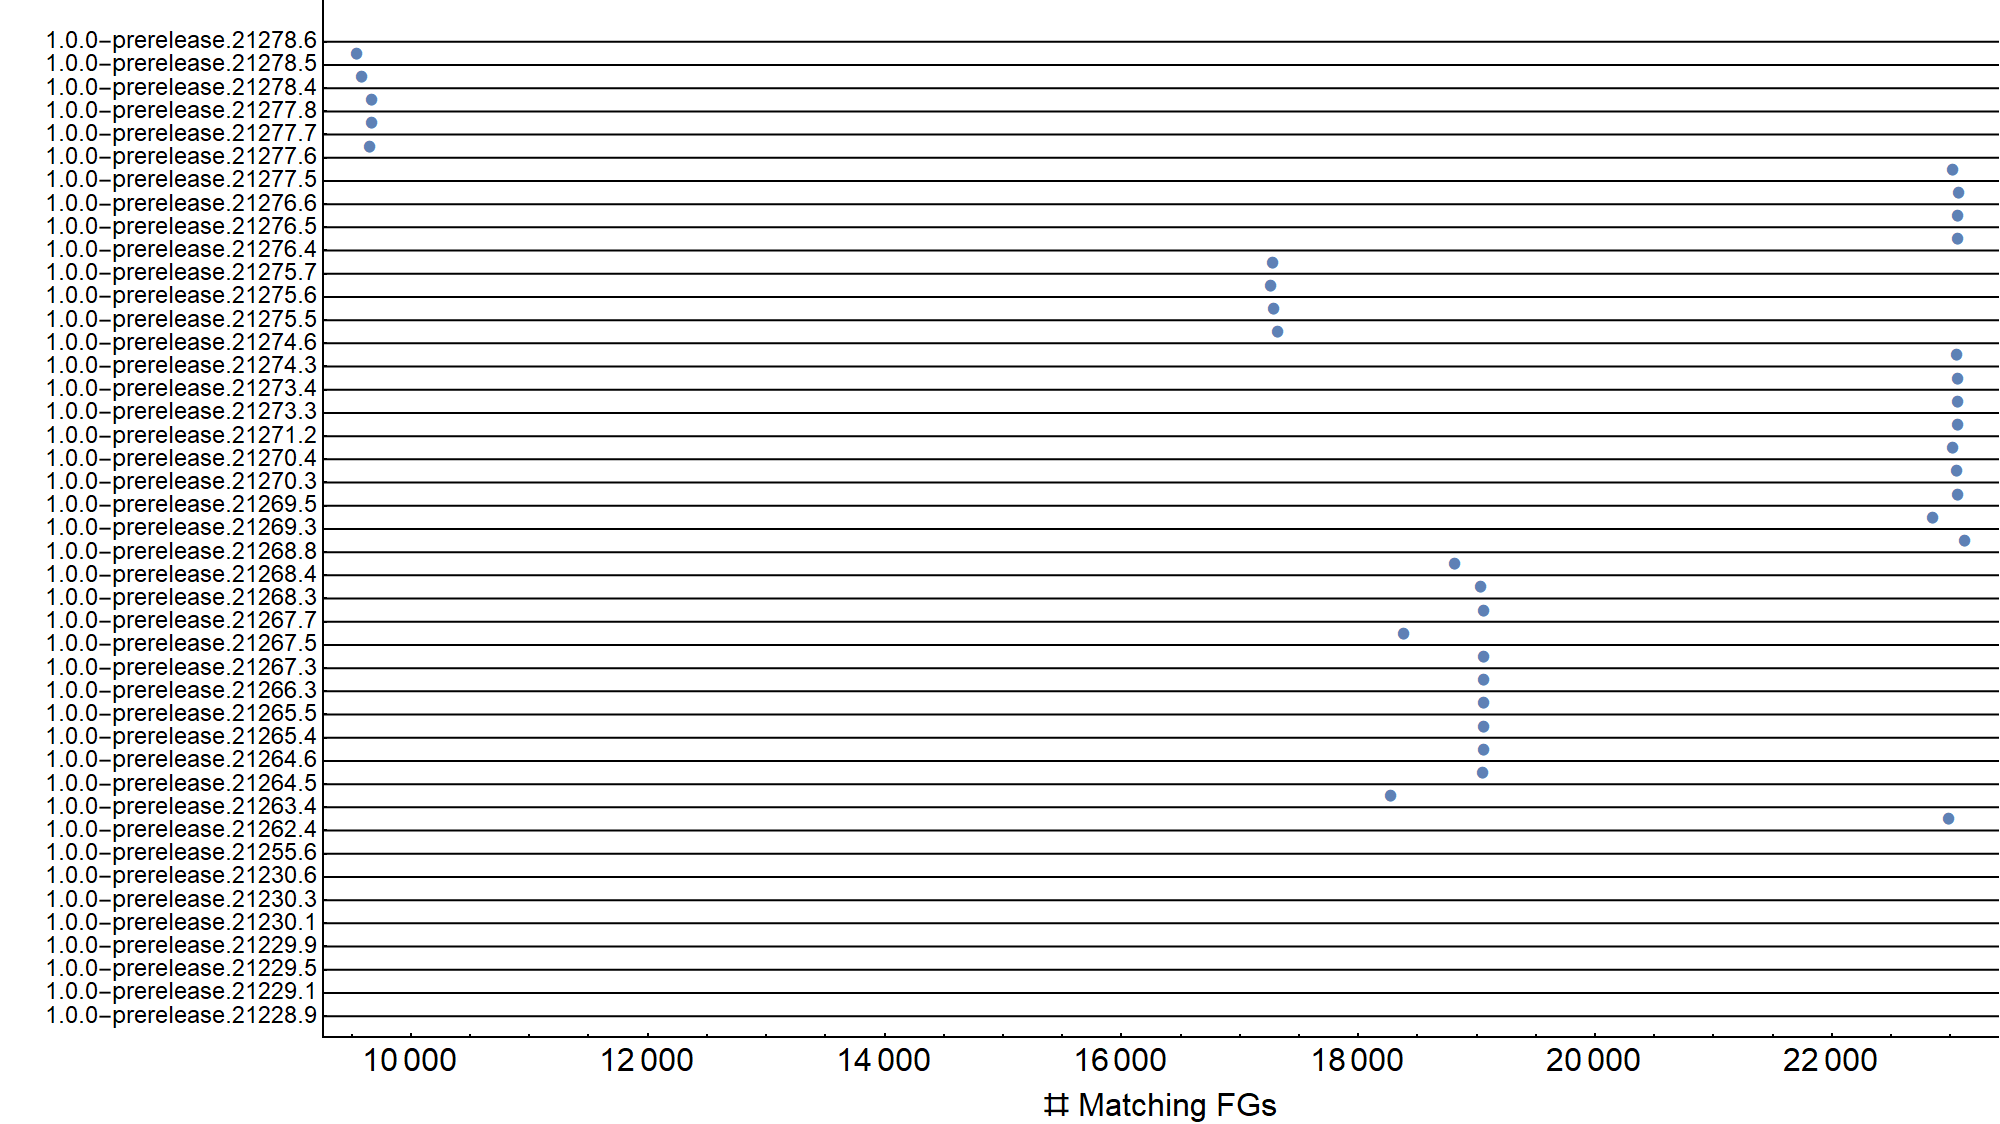 1.0.0−prerelease.21278.6
1.0.0−prerelease.21278.5
1.0.0−prerelease.21278.4
1.0.0−prerelease.21277.8
1.0.0−prerelease.21277.7
1.0.0−prerelease.21277.6
1.0.0−prerelease.21277.5
1.0.0−prerelease.21276.6
1.0.0−prerelease.21276.5
1.0.0−prerelease.21276.4
1.0.0−prerelease.21275.7
1.0.0−prerelease.21275.6
1.0.0−prerelease.21275.5
1.0.0−prerelease.21274.6
1.0.0−prerelease.21274.3
1.0.0−prerelease.21273.4
1.0.0−prerelease.21273.3
1.0.0−prerelease.21271.2
1.0.0−prerelease.21270.4
1.0.0−prerelease.21270.3
1.0.0−prerelease.21269.5
1.0.0−prerelease.21269.3
1.0.0−prerelease.21268.8
1.0.0−prerelease.21268.4
1.0.0−prerelease.21268.3
1.0.0−prerelease.21267.7
1.0.0−prerelease.21267.5
1.0.0−prerelease.21267.3
1.0.0−prerelease.21266.3
1.0.0−prerelease.21265.5
1.0.0−prerelease.21265.4
1.0.0−prerelease.21264.6
1.0.0−prerelease.21264.5
1.0.0−prerelease.21263.4
1.0.0−prerelease.21262.4
1.0.0−prerelease.21255.6
1.0.0−prerelease.21230.6
1.0.0−prerelease.21230.3
1.0.0−prerelease.21230.1
1.0.0−prerelease.21229.9
1.0.0−prerelease.21229.5
1.0.0−prerelease.21229.1
1.0.0−prerelease.21228.9
10 000 12 000 14 000 16 000 18 000 20 000 22 000
# Matching FGs